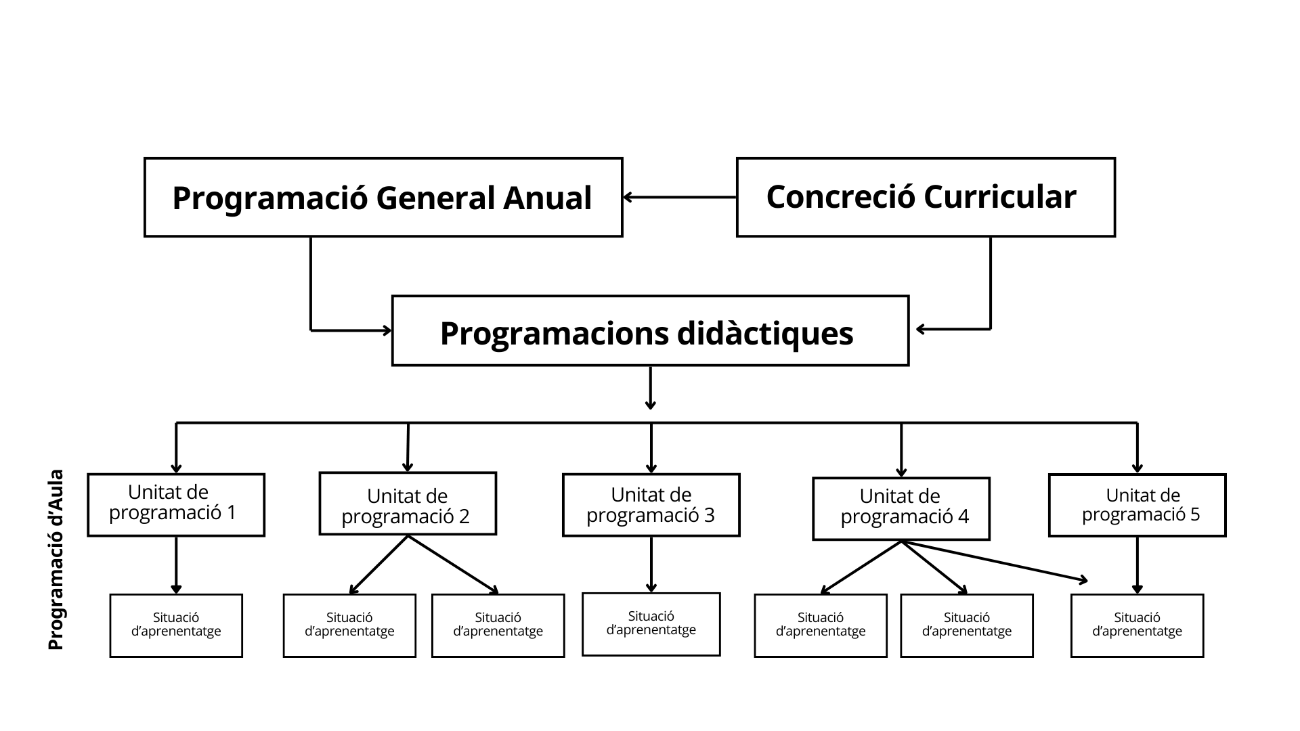 Programació General Anual
Concreció Curricular
Programacions didàctiques
Programació d'Aula
Unitat de
programació 1
Unitat de
programació 2
Unitat de
programació 3
Unitat de
programació 4
Unitat de
programació 5
Situació
d'aprenentatge
Situació
d'aprenentatge
Situació
d'aprenentatge
Situació
d'aprenentatge
Situació
d'aprenentatge
Situació
d'aprenentatge
Situació
d'aprenentatge